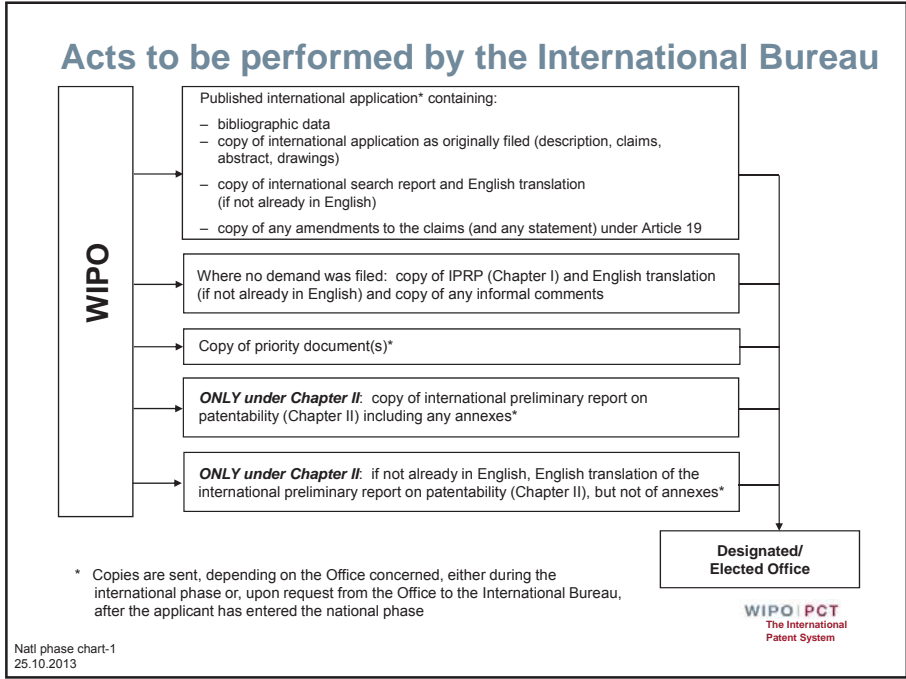 Acts to be performed by the International Bureau
WIPO
Published international application* containing:
– bibliographic data
– copy of international application as originally filed (description, claims,
abstract, drawings)
– copy of international search report and English translation
(if not already in English)
– copy of any amendments to the claims (and any statement) under Article 19
Where no demand was filed: copy of IPRP (Chapter I) and English translation
(if not already in English) and copy of any informal comments
Copy of priority document(s)*
ONLY under Chapter II: copy of international preliminary report on
patentability (Chapter II) including any annexes*
ONLY under Chapter II: if not already in English, English translation of the
international preliminary report on patentability (Chapter II), but not of annexes*
Designated/
Elected Office
* Copies are sent, depending on the Office concerned, either during the
international phase or, upon request from the Office to the International Bureau,
after the applicant has entered the national phase
WIPO | PCT
The International
Patent System
Natl phase chart-1
25.10.2013